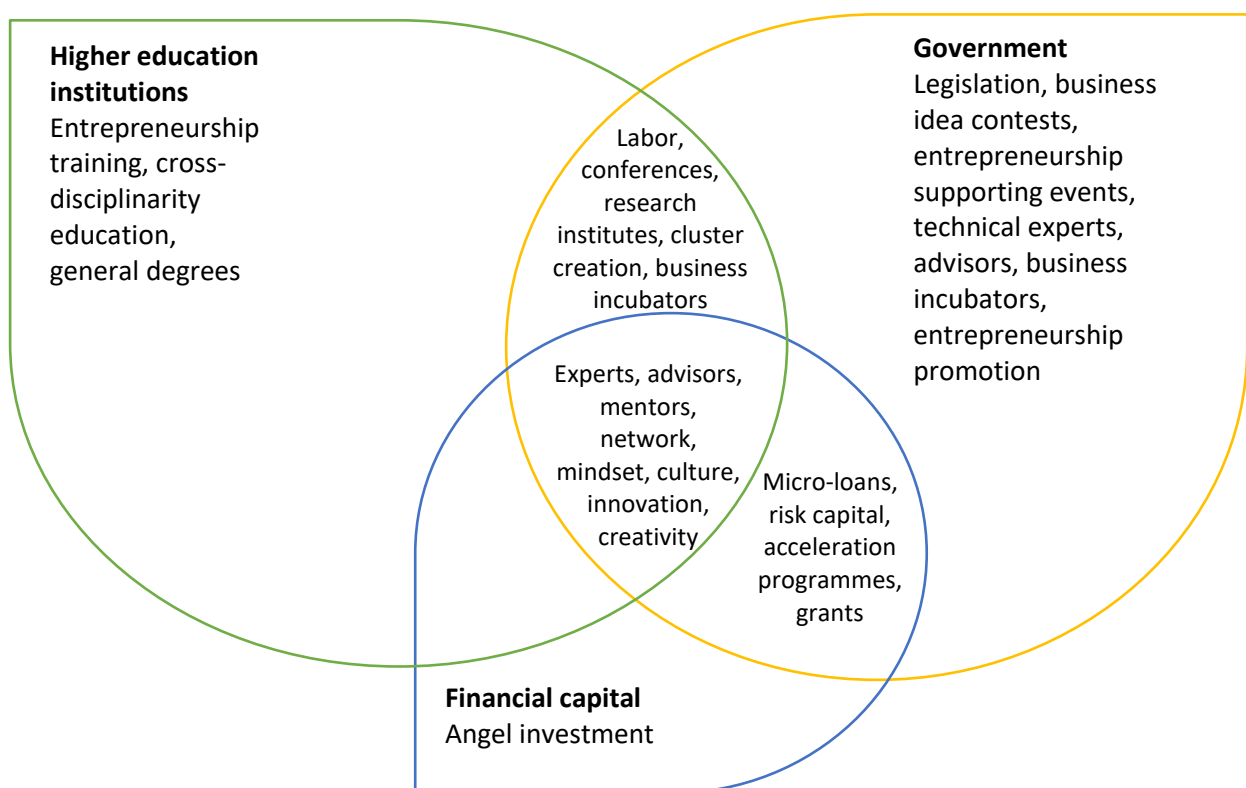 Higher education
institutions
Entrepreneurship
training, cross-
disciplinarity
education,
general degrees
Government
Legislation, business
idea contests,
entrepreneurship
supporting events,
technical experts,
advisors, business
incubators,
entrepreneurship
promotion
Labor,
conferences,
research
institutes, cluster
creation, business
incubators
Experts, advisors,
mentors,
network,
mindset, culture,
innovation,
creativity
Micro-loans,
risk capital,
acceleration
programmes,
grants
Financial capital
Angel investment